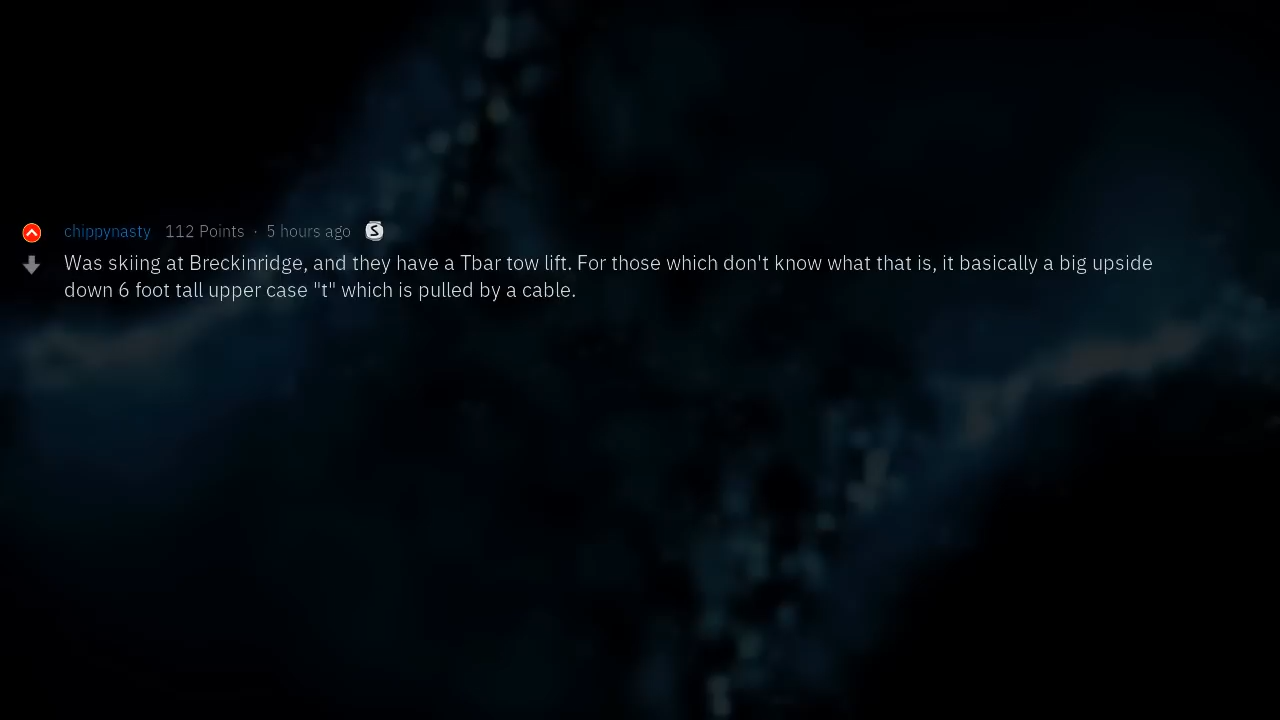 chippynasty 112 Points · 5 hours ago S
Was skiing at Breckinridge, and they have a Tbar tow lift. For those which don't know what that is, it basically a big upside
down 6 foot tall upper case "t" which is pulled by a cable.